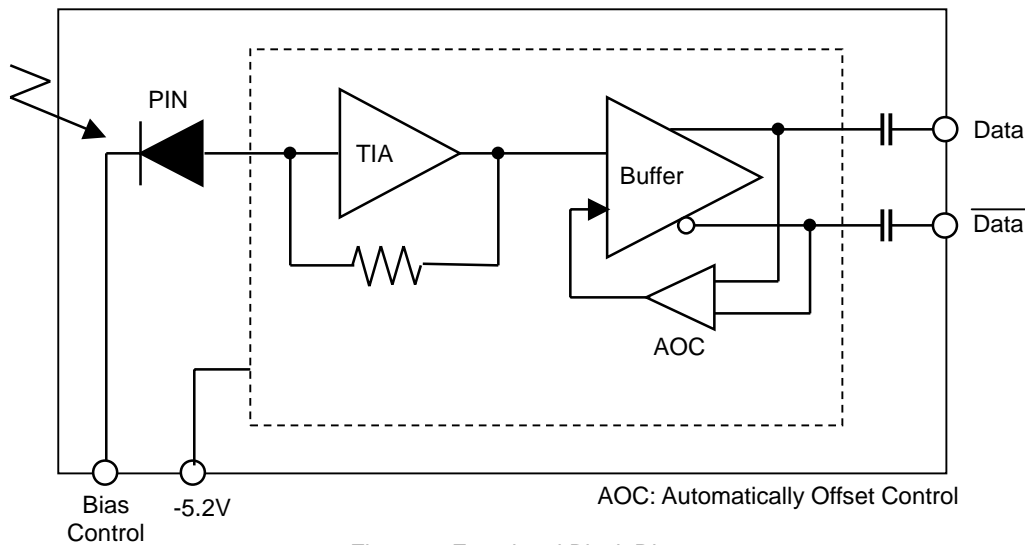 PIN
TIA
Buffer
Data
Data
AOC
Bias
Control
-5.2V
AOC: Automatically Offset Control